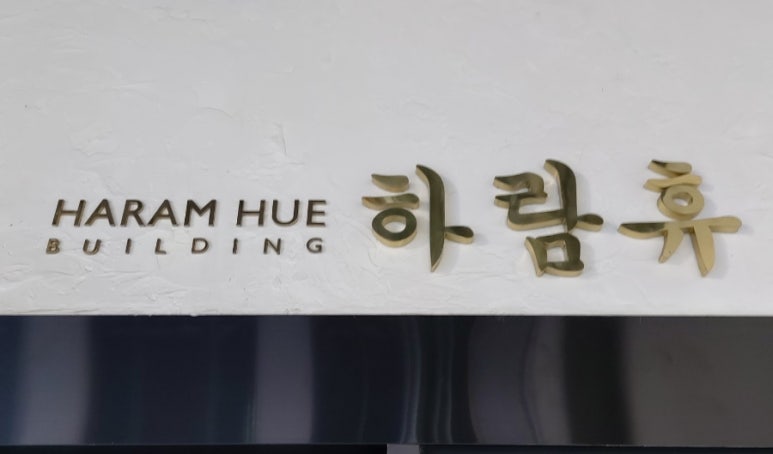 HARAM HUE 하람휴
BUILDING